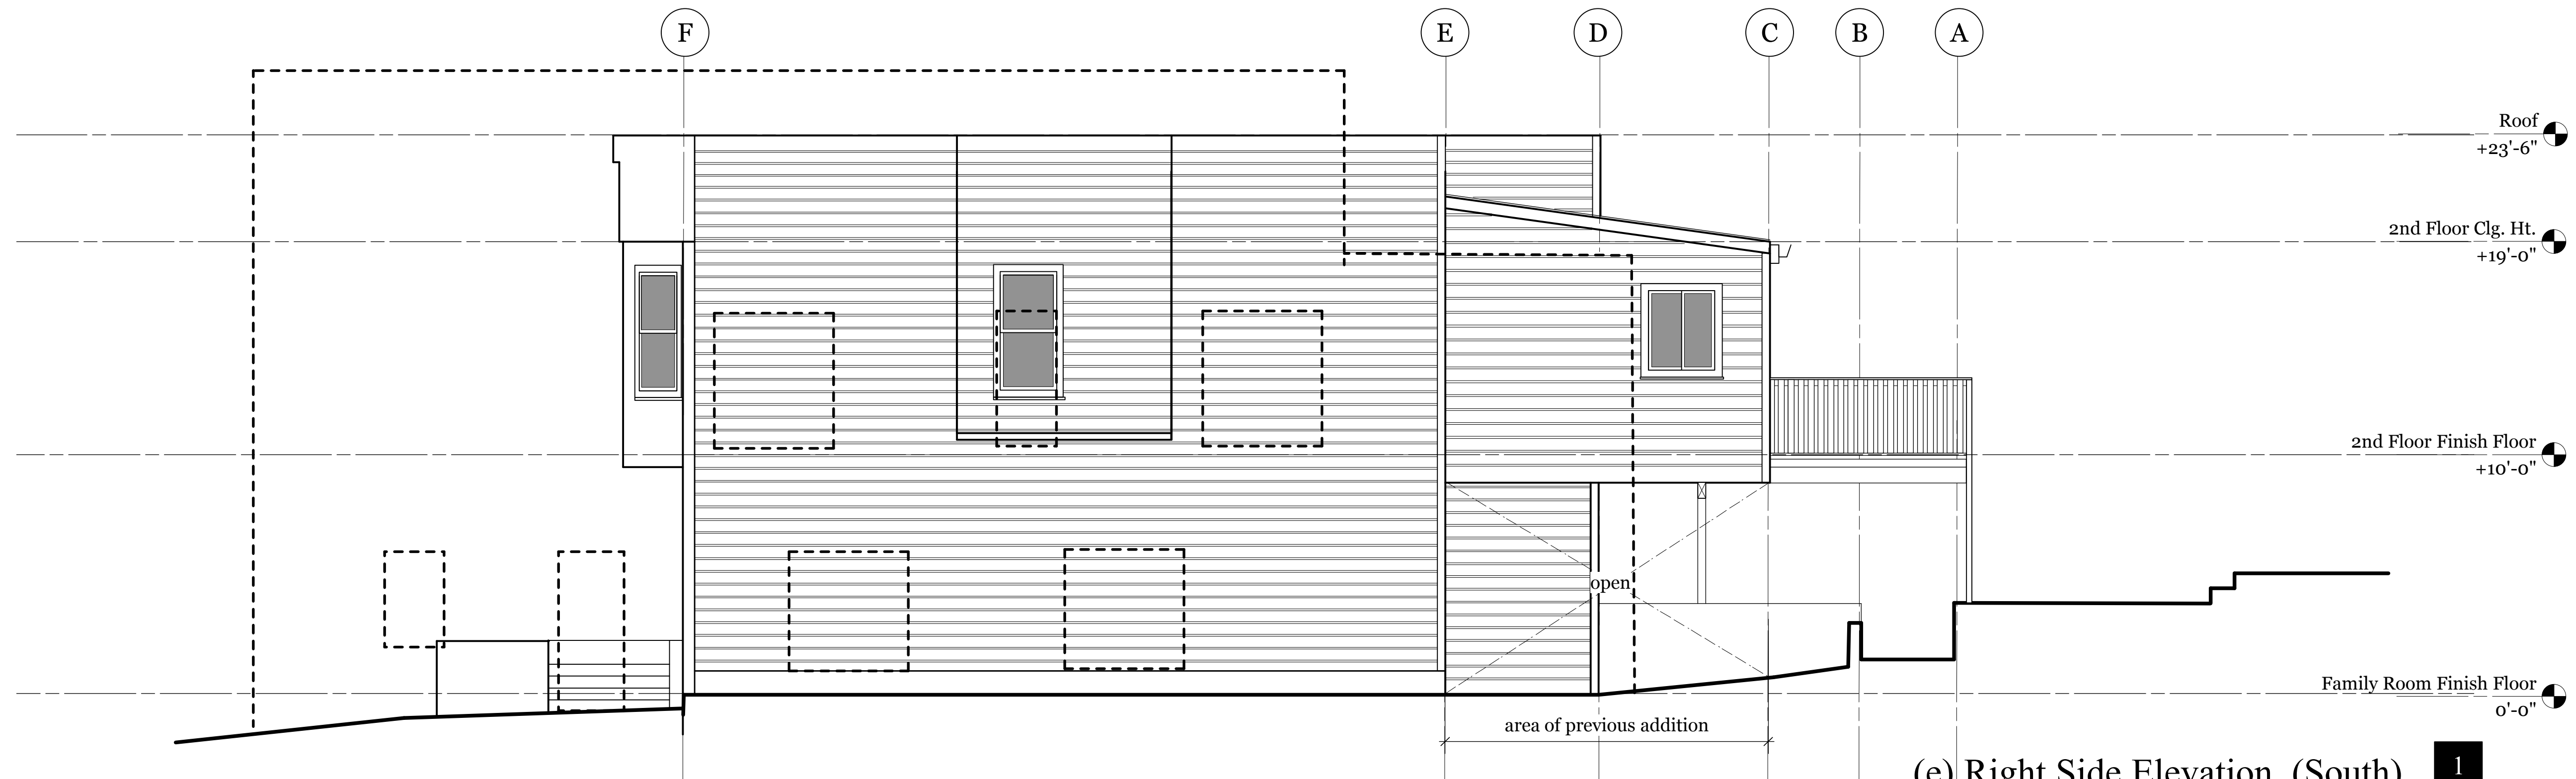 F E D C B A
Roof
+23'-6"
2nd Floor Clg. Ht.
+19'-0"
2nd Floor Finish Floor
+10'-0"
open
Family Room Finish Floor
0'-0"
area of previous addition
(e) Right Side Elevation (South) 1